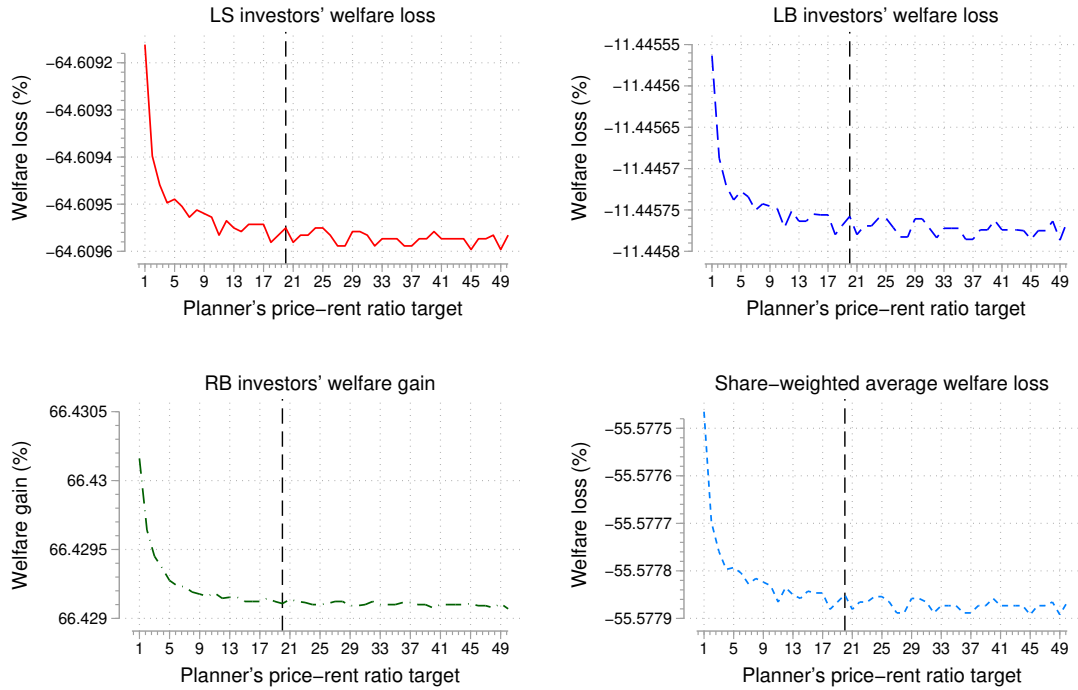 LS investors’ welfare loss
Welfare loss (%)
−64.6092
−64.6093
−64.6094
−64.6095
−64.6096
1 5 9 13 17 21 25 29 33 37 41 45 49
Planner’s price−rent ratio target
LB investors’ welfare loss
Welfare loss (%)
−11.44555
−11.4456
−11.44565
−11.4457
−11.44575
−11.4458
1 5 9 13 17 21 25 29 33 37 41 45 49
Planner’s price−rent ratio target
RB investors’ welfare gain
Welfare gain (%)
66.4305
66.43
66.4295
66.429
1 5 9 13 17 21 25 29 33 37 41 45 49
Planner’s price−rent ratio target
Share−weighted average welfare loss
Welfare loss (%)
−55.5775
−55.5776
−55.5777
−55.5778
−55.5779
1 5 9 13 17 21 25 29 33 37 41 45 49
Planner’s price−rent ratio target